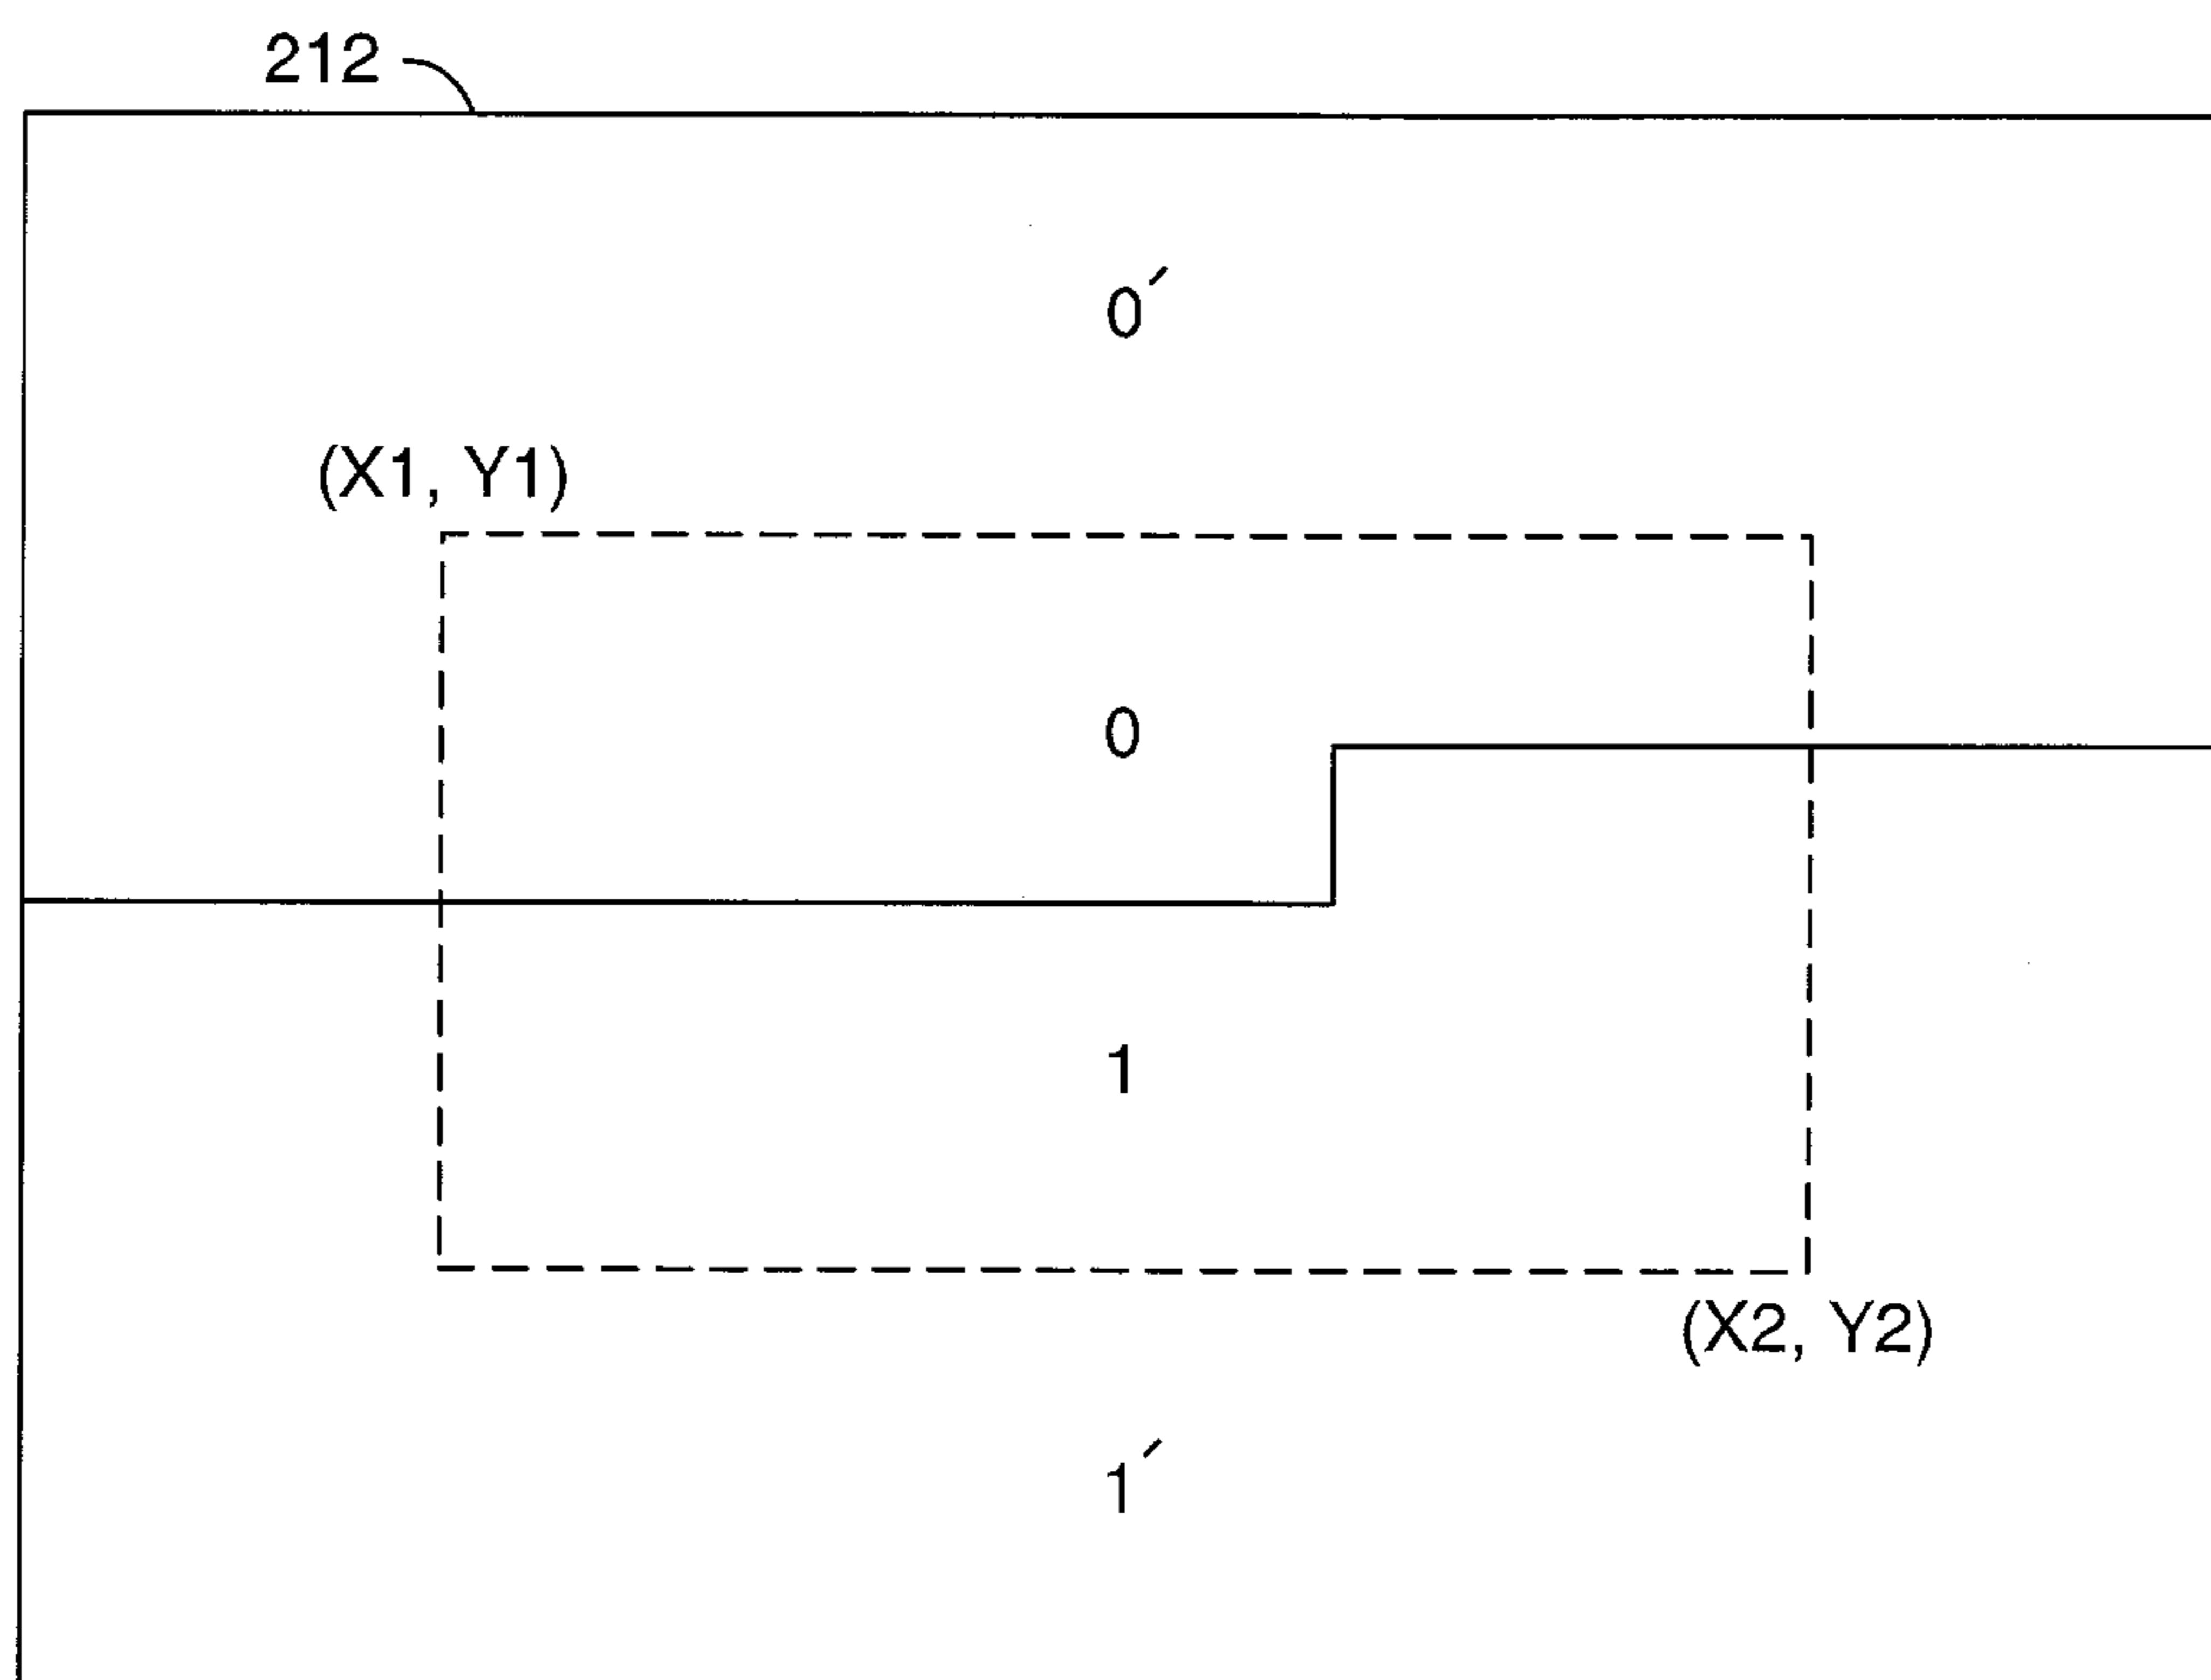 212
0´
(X1, Y1)
0
1
(X2, Y2)
1´